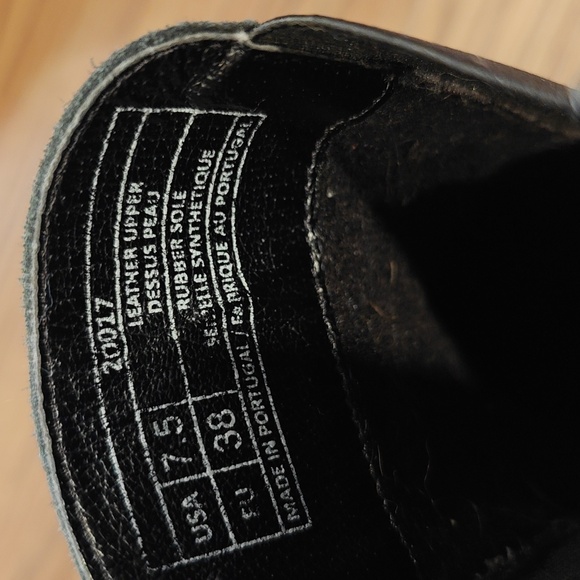 20017
LEATHER UPPER
DESSUS PEAU
RUBBER SOLE
SEMELLE SYNTHETIQUE
USA 7.5
EU 38
MADE IN PORTUGAL / FABRIQUE AU PORTUGAL